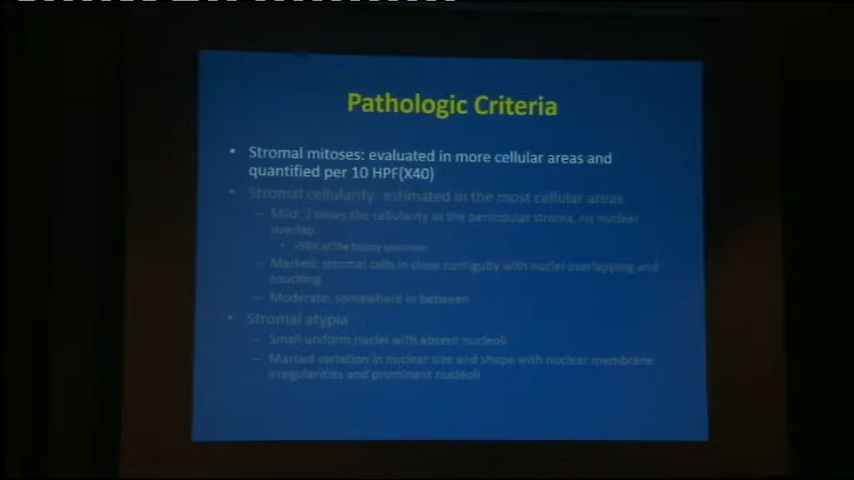 Pathologic Criteria
• Stromal mitoses: evaluated in more cellular areas and
quantified per 10 HPF(X40)
• Stromal cellularity: estimated in the most cellular areas
– Mild: 2 times the cellularity as the perilobular stroma, no nuclear
overlap
• >50% of the biopsy specimen
– Marked: stromal cells in close contiguity with nuclei overlapping and
touching
– Moderate: somewhere in between
• Stromal atypia
– Small uniform nuclei with absent nucleoli
– Marked variation in nuclear size and shape with nuclear membrane
irregularities and prominent nucleoli